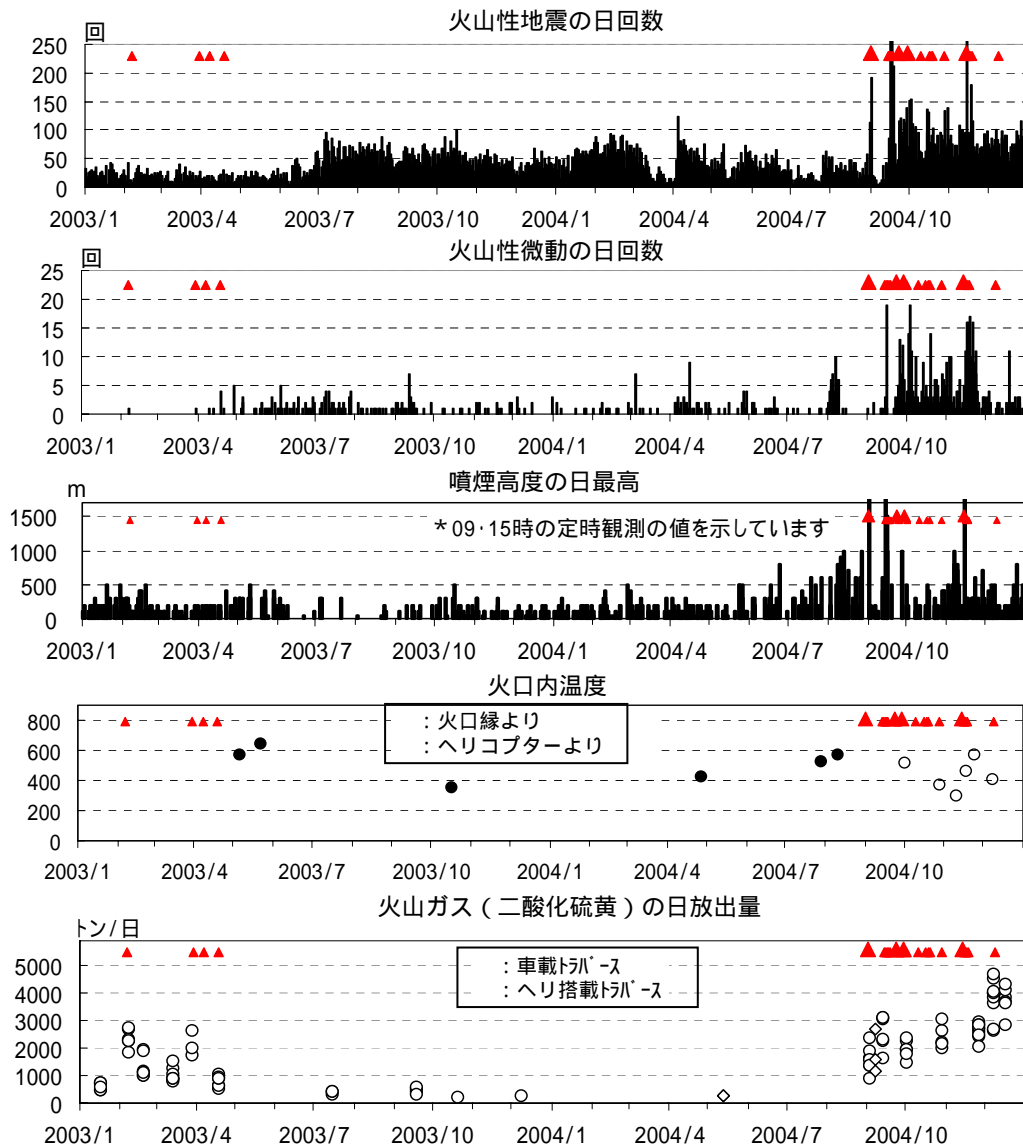 火山性地震の日回数
回
250
200
150
100
50
0
2003/1 2003/4 2003/7 2003/10 2004/1 2004/4 2004/7 2004/10
火山性微動の日回数
回
25
20
15
10
5
0
2003/1 2003/4 2003/7 2003/10 2004/1 2004/4 2004/7 2004/10
噴煙高度の日最高
m
1500
1000
500
0
*09・15時の定時観測の値を示しています
2003/1 2003/4 2003/7 2003/10 2004/1 2004/4 2004/7 2004/10
火口内温度
800
600
400
200
0
:火口縁より
:ヘリコプターより
2003/1 2003/4 2003/7 2003/10 2004/1 2004/4 2004/7 2004/10
火山ガス(二酸化硫黄)の日放出量
トン/日
5000
4000
3000
2000
1000
0
:車載トラバース
:ヘリ搭載トラバース
2003/1 2003/4 2003/7 2003/10 2004/1 2004/4 2004/7 2004/10